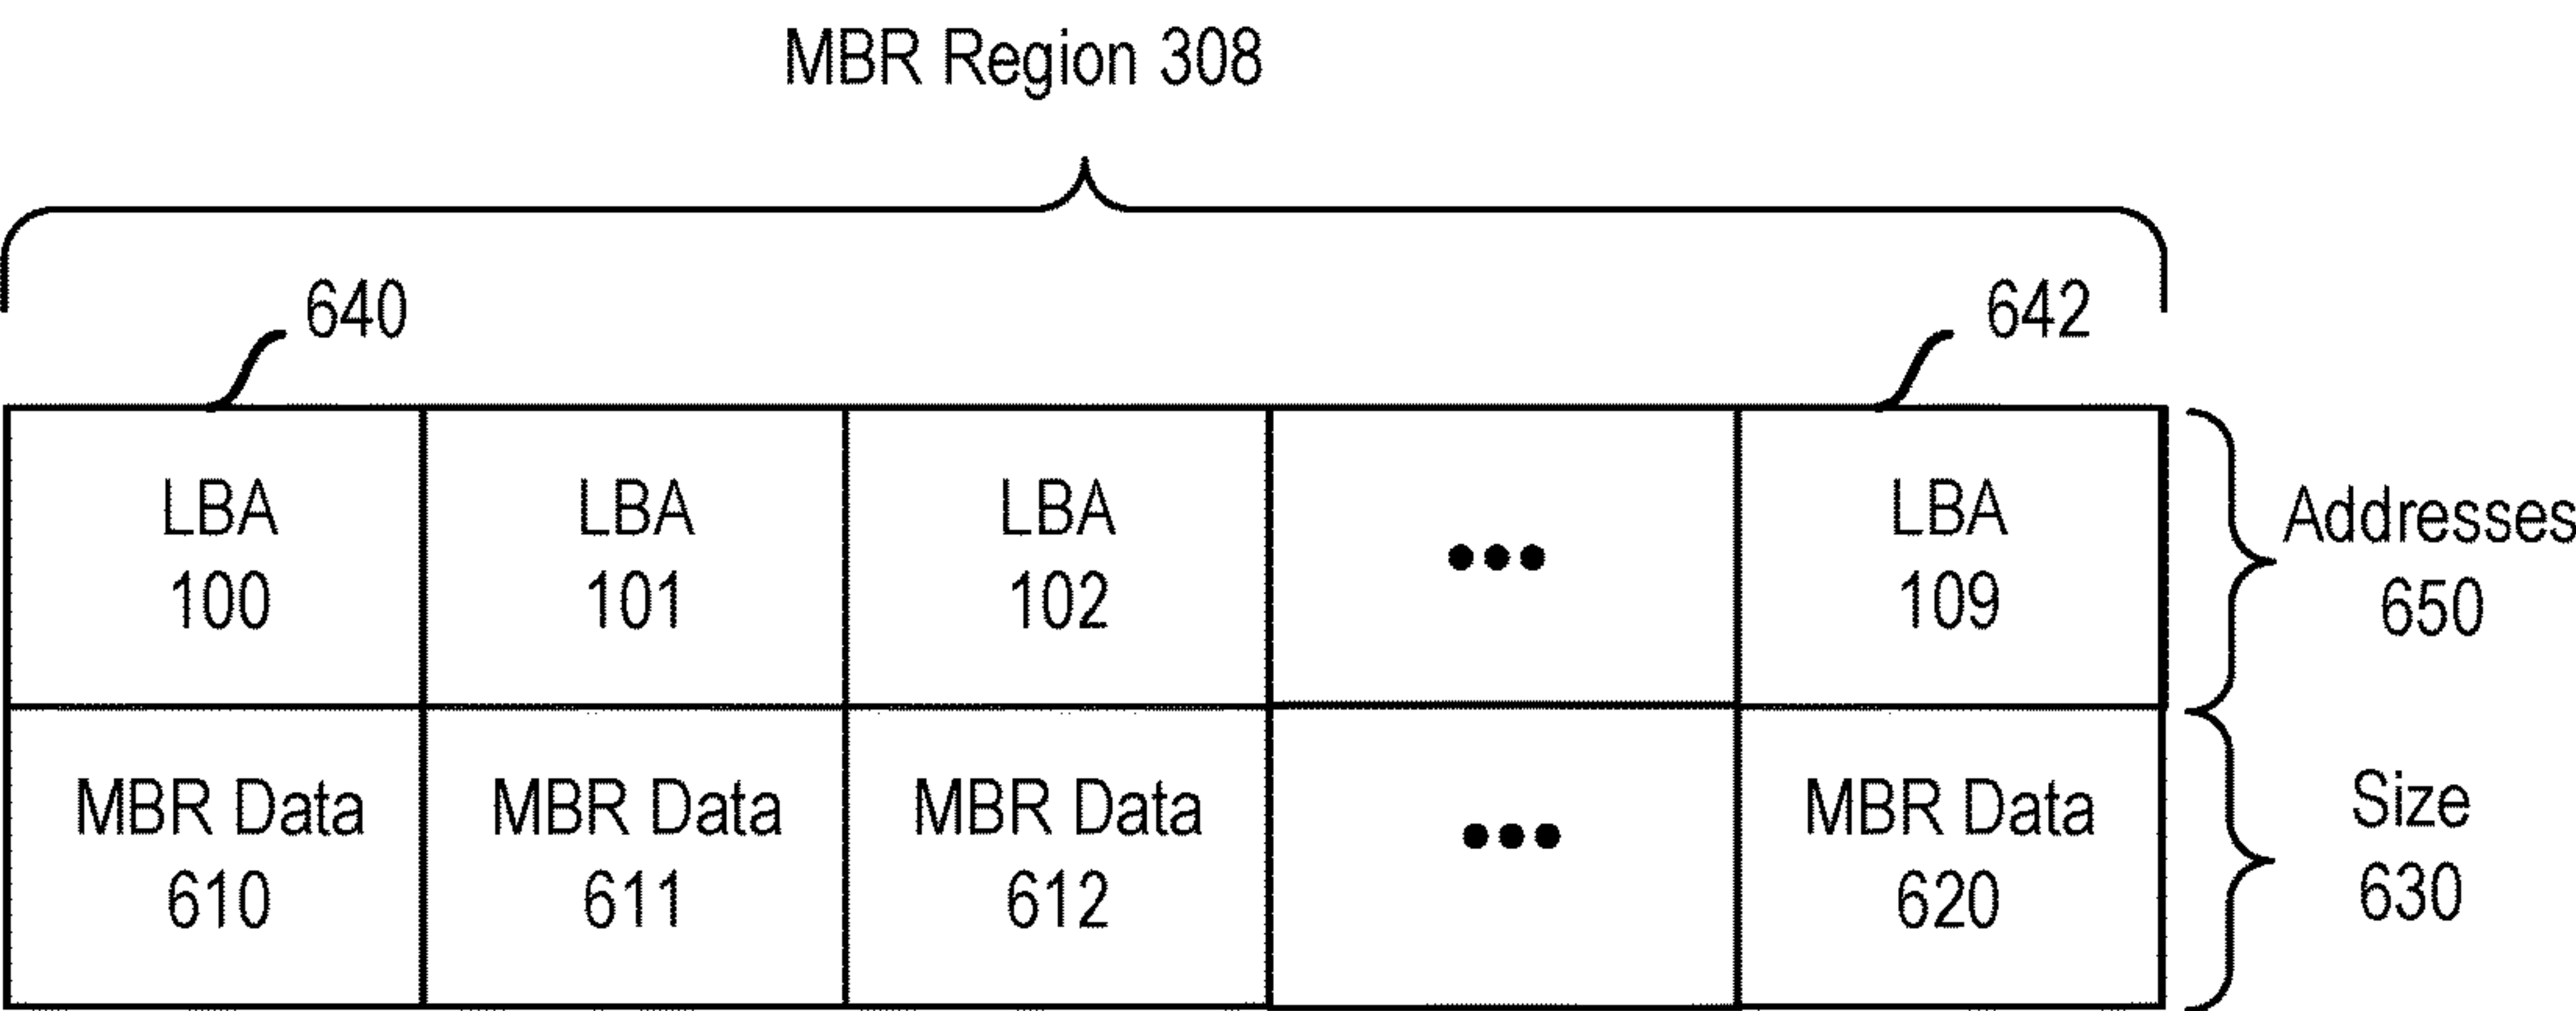 MBR Region 308
640
642
LBA
100
LBA
101
LBA
102
•••
LBA
109
Addresses
650
MBR Data
610
MBR Data
611
MBR Data
612
•••
MBR Data
620
Size
630